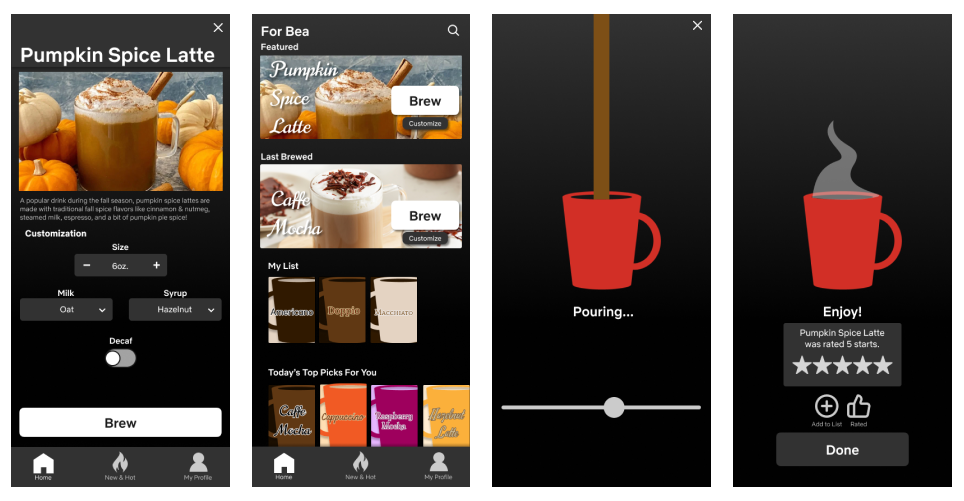 Pumpkin Spice Latte
A popular drink during the fall season, pumpkin spice lattes are
made with traditional fall spice flavors like cinnamon & nutmeg,
steamed milk, espresso, and a bit of pumpkin pie spice!
Customization
Size
− 6oz. +
Milk Syrup
Oat Hazelnut
Decaf
Brew
Home New & Hot My Profile
For Bea
Featured
Pumpkin
Spice
Latte
Brew
Customize
Last Brewed
Caffe
Mocha
Brew
Customize
My List
Americano Doppio Macchiato
Today's Top Picks For You
Caffe
Mocha
Cappuccino
Raspberry
Mocha
Hazelnut
Latte
Home New & Hot My Profile
Pouring...
Enjoy!
Pumpkin Spice Latte
was rated 5 starts.
Add to List Rated
Done